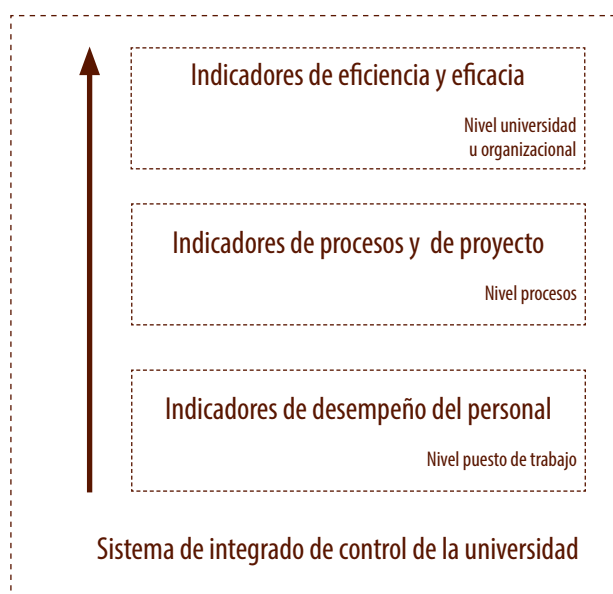 Indicadores de eficiencia y eficacia
Nivel universidad
u organizacional
Indicadores de procesos y de proyecto
Nivel procesos
Indicadores de desempeño del personal
Nivel puesto de trabajo
Sistema de integrado de control de la universidad